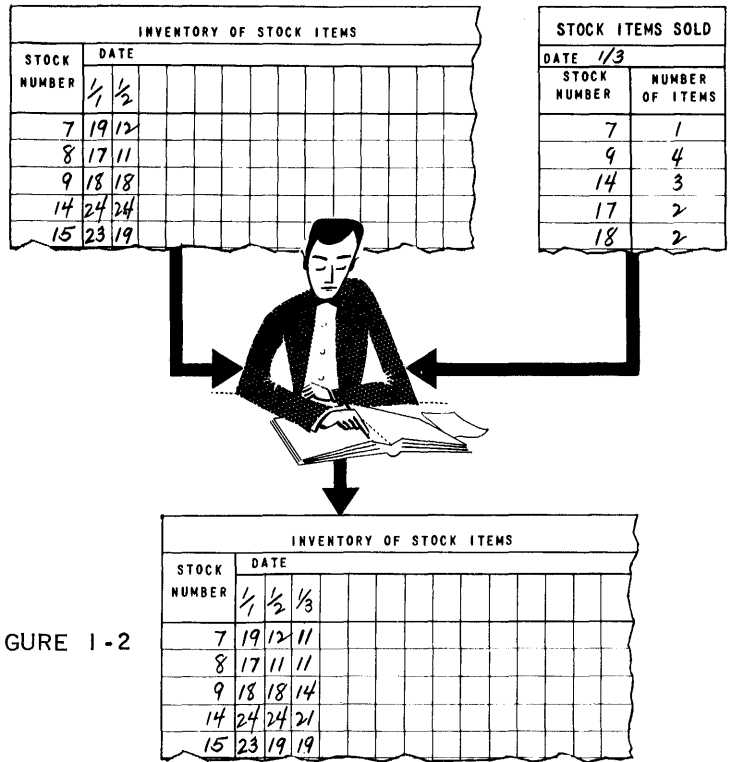 INVENTORY OF STOCK ITEMS
STOCK NUMBER DATE
1/1 1/2
7 19 12
8 17 11
9 18 18
14 24 24
15 23 19
STOCK ITEMS SOLD
DATE 1/3
STOCK NUMBER NUMBER OF ITEMS
7 1
9 4
14 3
17 2
18 2
INVENTORY OF STOCK ITEMS
STOCK NUMBER DATE
1/1 1/2 1/3
7 19 12 11
8 17 11 11
9 18 18 14
14 24 24 21
15 23 19 19
GURE 1-2